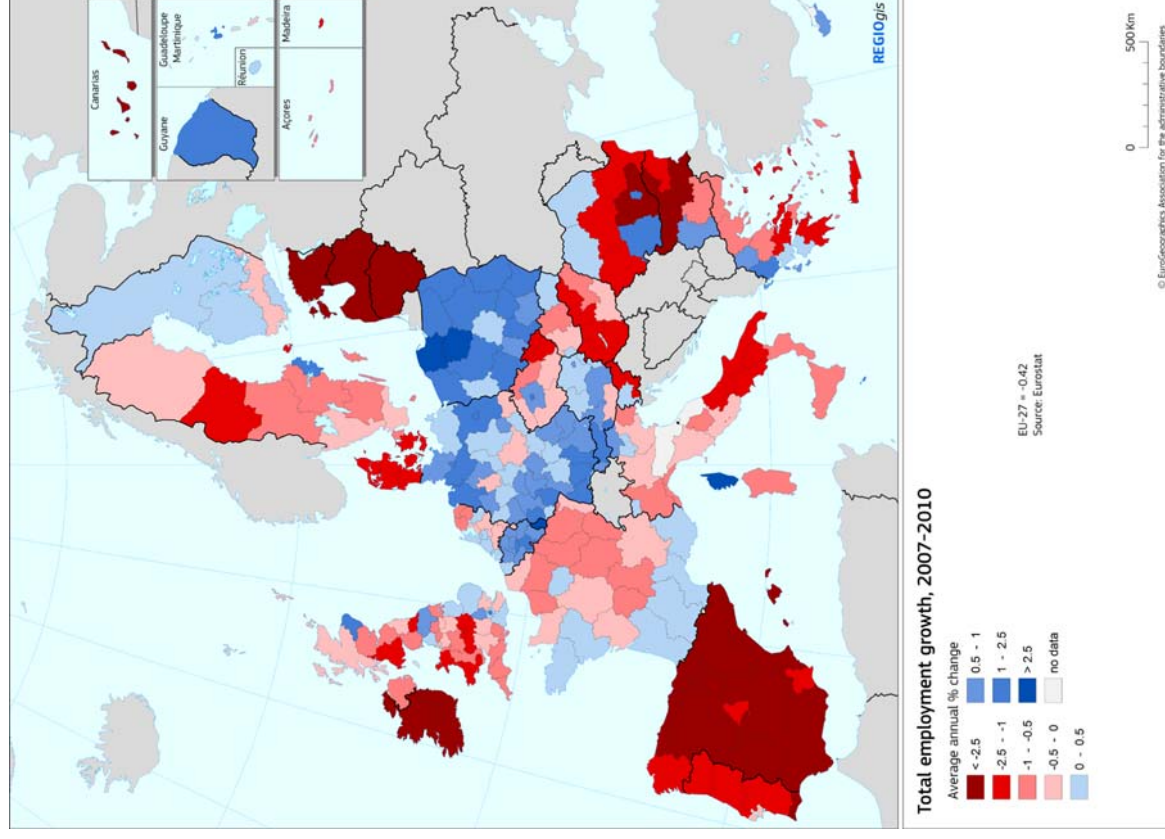 Canarias
Guyane
Guadeloupe
Martinique
Réunion
Açores
Madeira
REGIOgis
Total employment growth, 2007-2010
Average annual % change
< -2.5
-2.5 - -1
-1 - -0.5
-0.5 - 0
0 - 0.5
0.5 - 1
1 - 2.5
> 2.5
no data
EU-27 = -0.42
Source: Eurostat
0 500 Km
© EuroGeographics Association for the administrative boundaries